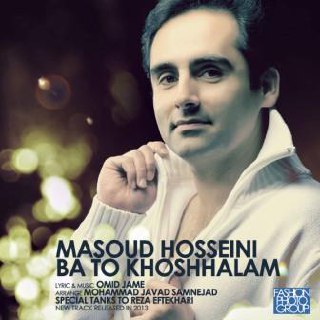 MASOUD HOSSEINI
BA TO KHOSHHALAM
LYRIC & MUSIC: OMID JAME
ARRANGE: MOHAMMAD JAVAD SAMNEJAD
SPECIAL TANKS TO REZA EFTEKHARI
NEW TRACK, RELEASED IN 2013
FASHION
PHOTO
GROUP